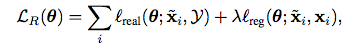 𝓛_R(𝜽) = ∑_i ℓ_real(𝜽; x̃_i, 𝒴) + λℓ_reg(𝜽; x̃_i, x_i),